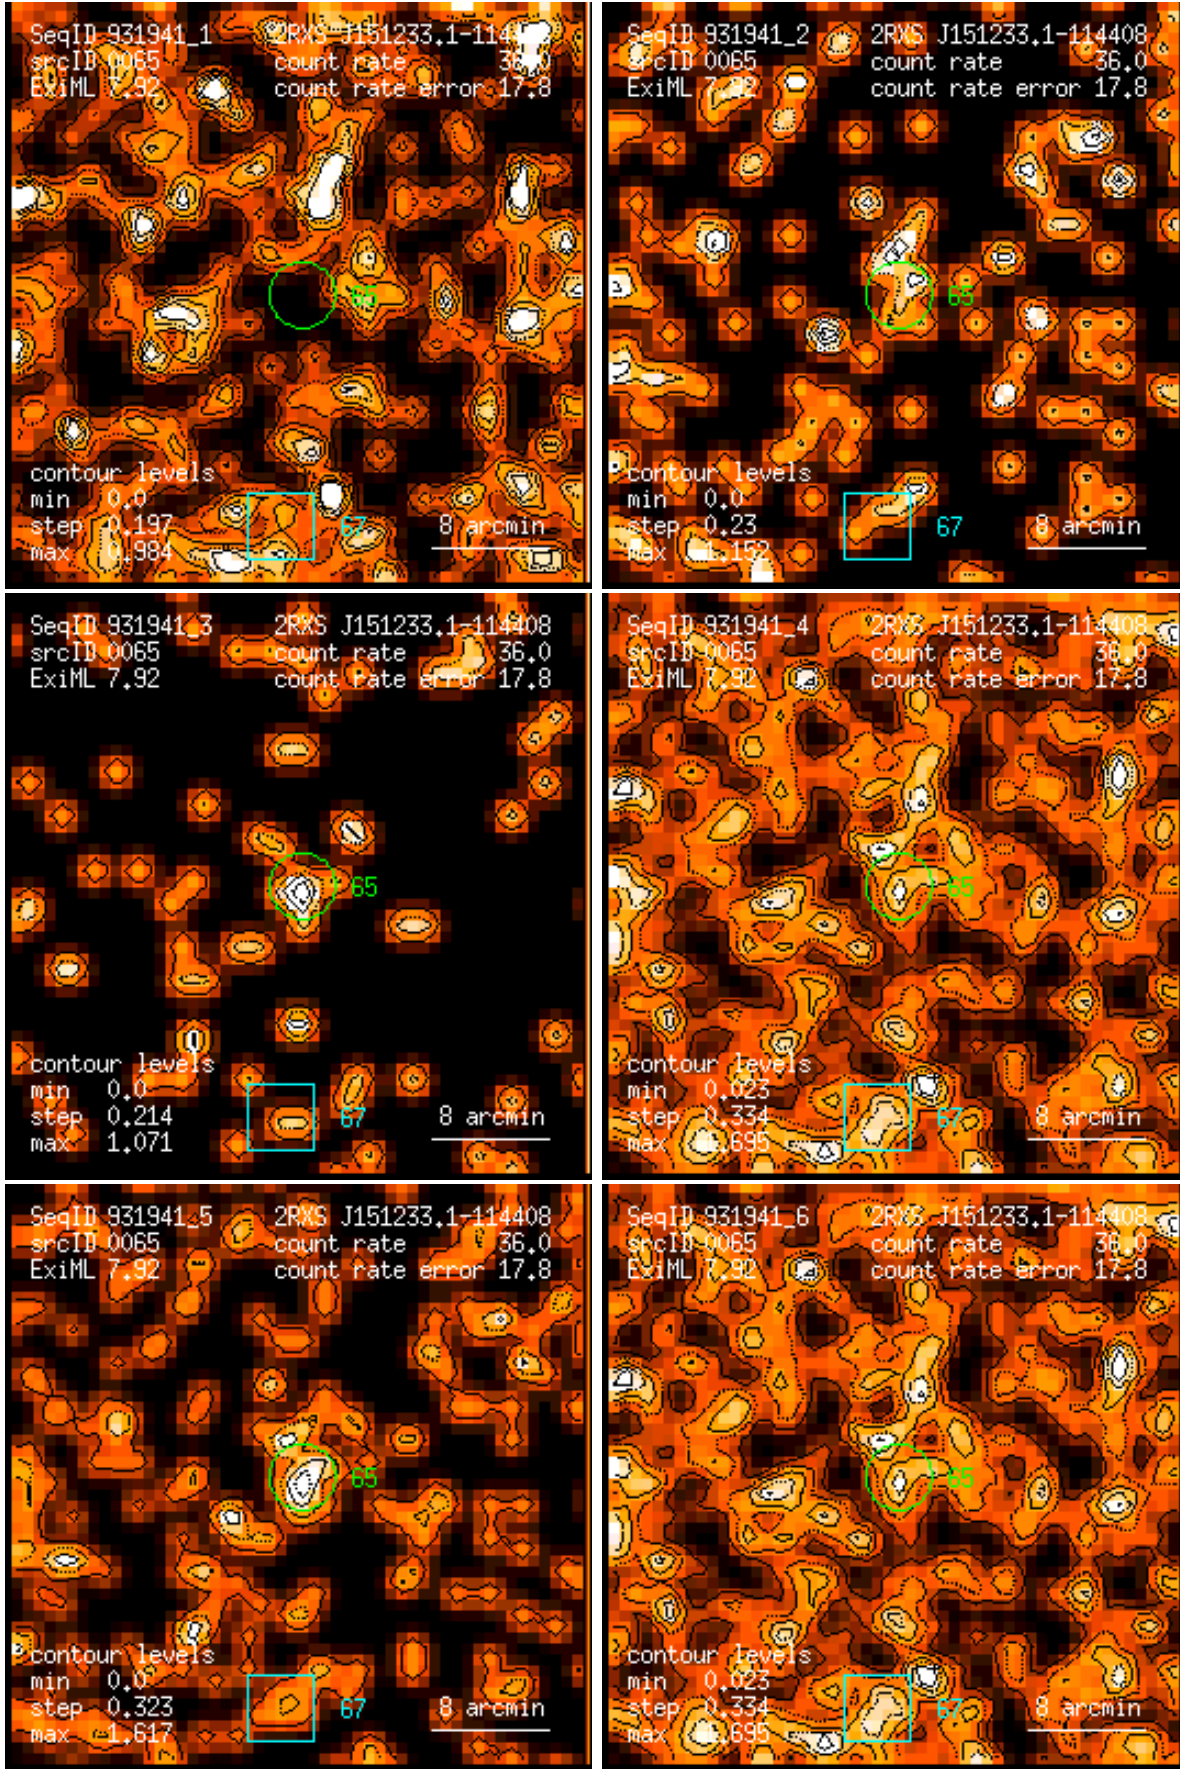 SeqID 931941_1 2RXS J151233.1-114408
srcID 0065 count rate 36.0
ExiML 7.92 count rate error 17.8
65
contour levels
min 0.0
step 0.197 67 8 arcmin
max 0.984
SeqID 931941_2 2RXS J151233.1-114408
srcID 0065 count rate 36.0
ExiML 7.92 count rate error 17.8
65
contour levels
min 0.0
step 0.23 67 8 arcmin
max 1.152
SeqID 931941_3 2RXS J151233.1-114408
srcID 0065 count rate 36.0
ExiML 7.92 count rate error 17.8
65
contour levels
min 0.0
step 0.214 67 8 arcmin
max 1.071
SeqID 931941_4 2RXS J151233.1-114408
srcID 0065 count rate 36.0
ExiML 7.92 count rate error 17.8
65
contour levels
min 0.023
step 0.334 67 8 arcmin
max
SeqID 931941_5 2RXS J151233.1-114408
srcID 0065 count rate 36.0
ExiML 7.92 count rate error 17.8
65
contour levels
min 0.0
step 0.323 67 8 arcmin
max 1.617
SeqID 931941_6 2RXS J151233.1-114408
srcID 0065 count rate 36.0
ExiML 7.92 count rate error 17.8
65
contour levels
min 0.023
step 0.334 67 8 arcmin
max